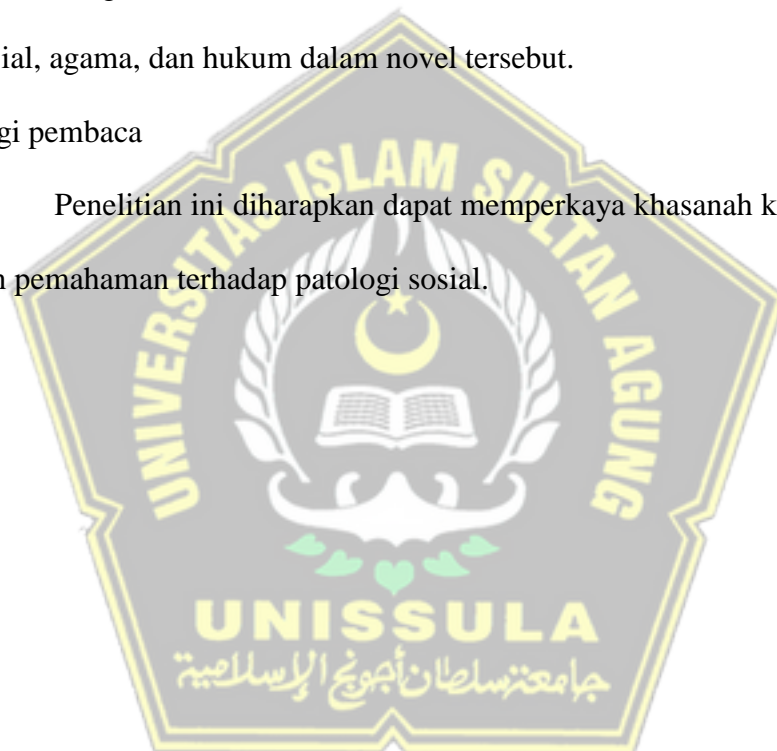 ial, agama, dan hukum dalam novel tersebut.
gi pembaca
Penelitian ini diharapkan dapat memperkaya khasanah k
pemahaman terhadap patologi sosial.
UNIVERSITAS ISLAM SULTAN AGUNG
UNISSULA
جامعة سلطان أجونج الإسلامية